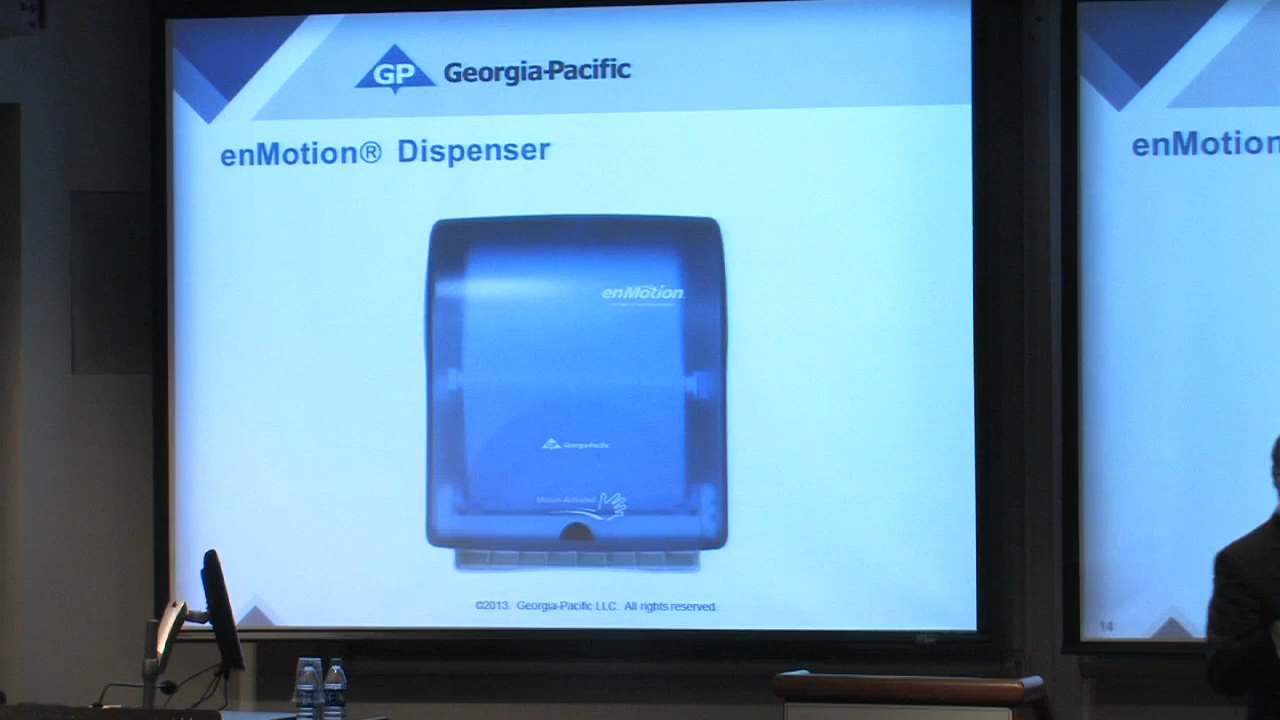 GP Georgia-Pacific
enMotion® Dispenser
enMotion
enMotion
GP Georgia-Pacific
Motion-Activated
©2013. Georgia-Pacific LLC. All rights reserved.
14